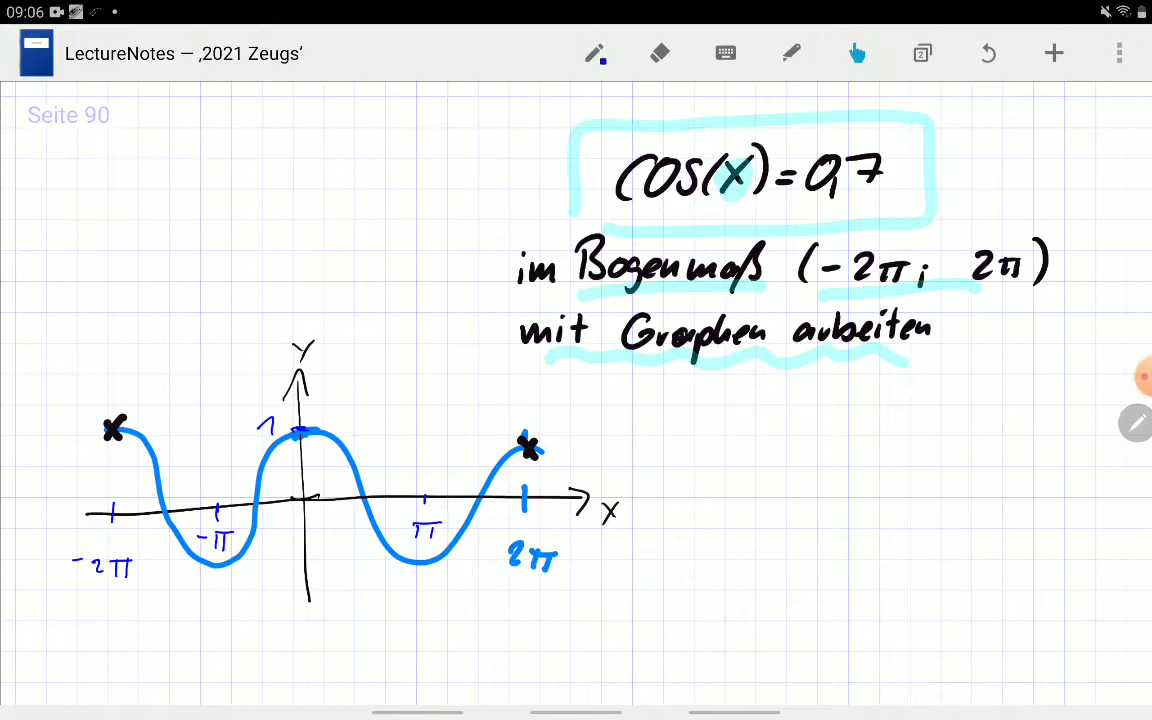 09:06
LectureNotes — ‚2021 Zeugs’
2
Seite 90
cos(x) = 0,7
im Bogenmaß (-2π; 2π)
mit Graphen arbeiten
Y
1
-2π
-π
π
2π
X